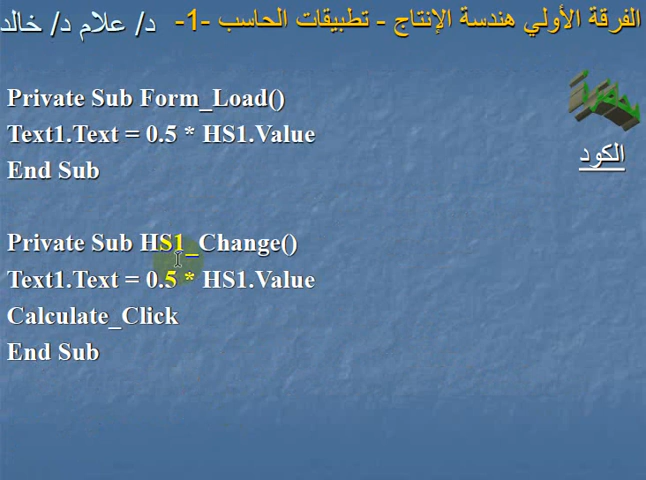 الفرقة الأولي هندسة الإنتاج - تطبيقات الحاسب -1- د/ علام د/ خالد
الكود
Private Sub Form_Load()
Text1.Text = 0.5 * HS1.Value
End Sub
Private Sub HS1_Change()
Text1.Text = 0.5 * HS1.Value
Calculate_Click
End Sub